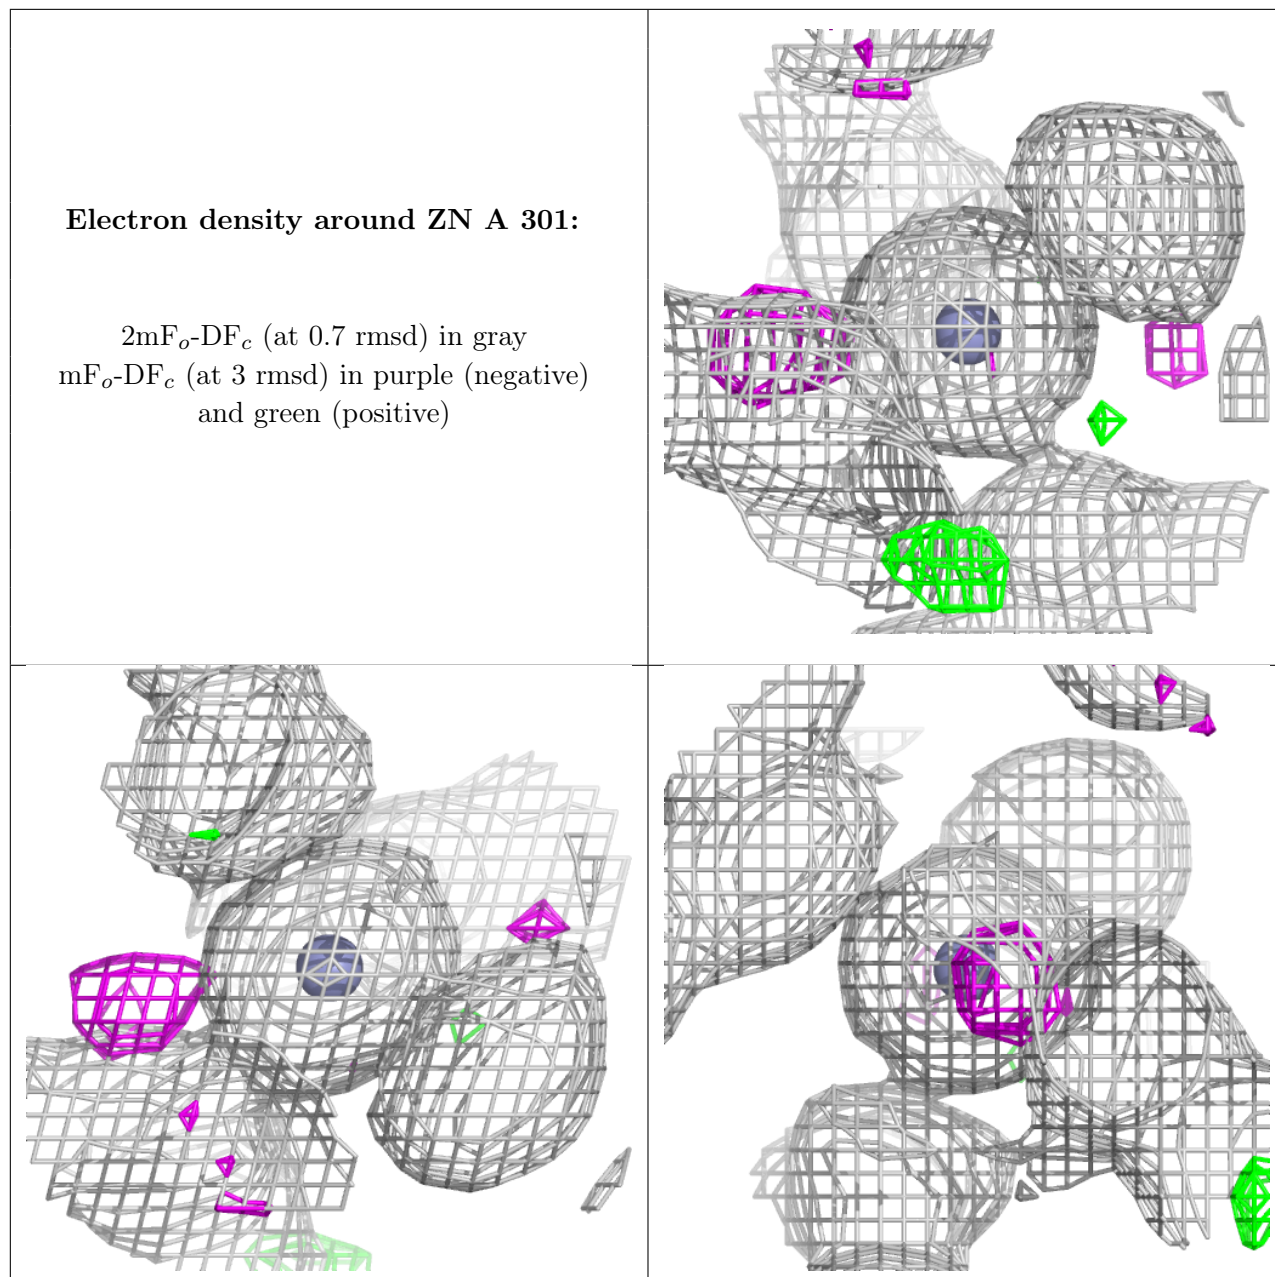 Electron density around ZN A 301:
2mFo-DFc (at 0.7 rmsd) in gray
mFo-DFc (at 3 rmsd) in purple (negative)
and green (positive)